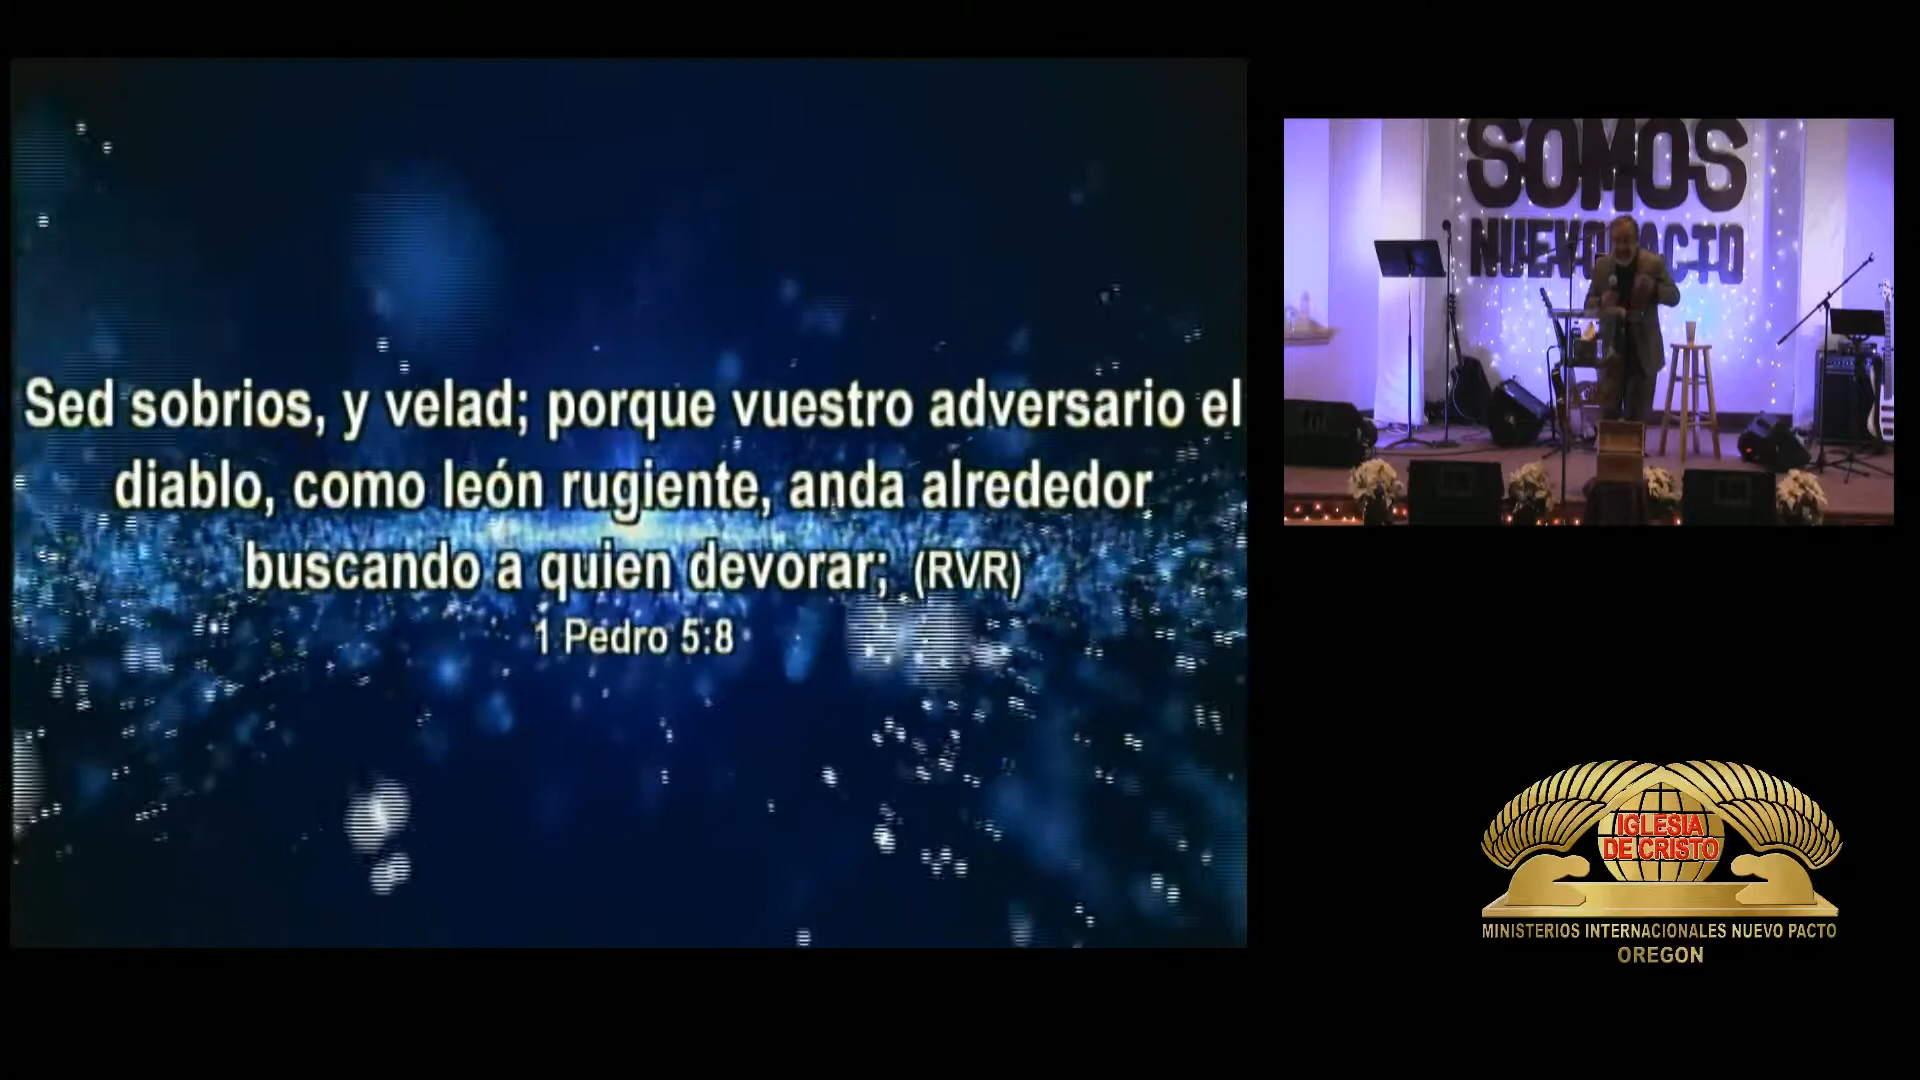 Sed sobrios, y velad; porque vuestro adversario el
diablo, como león rugiente, anda alrededor
buscando a quien devorar; (RVR)
1 Pedro 5:8
SOMOS
NUEVO PACTO
IGLESIA
DE CRISTO
MINISTERIOS INTERNACIONALES NUEVO PACTO
OREGON